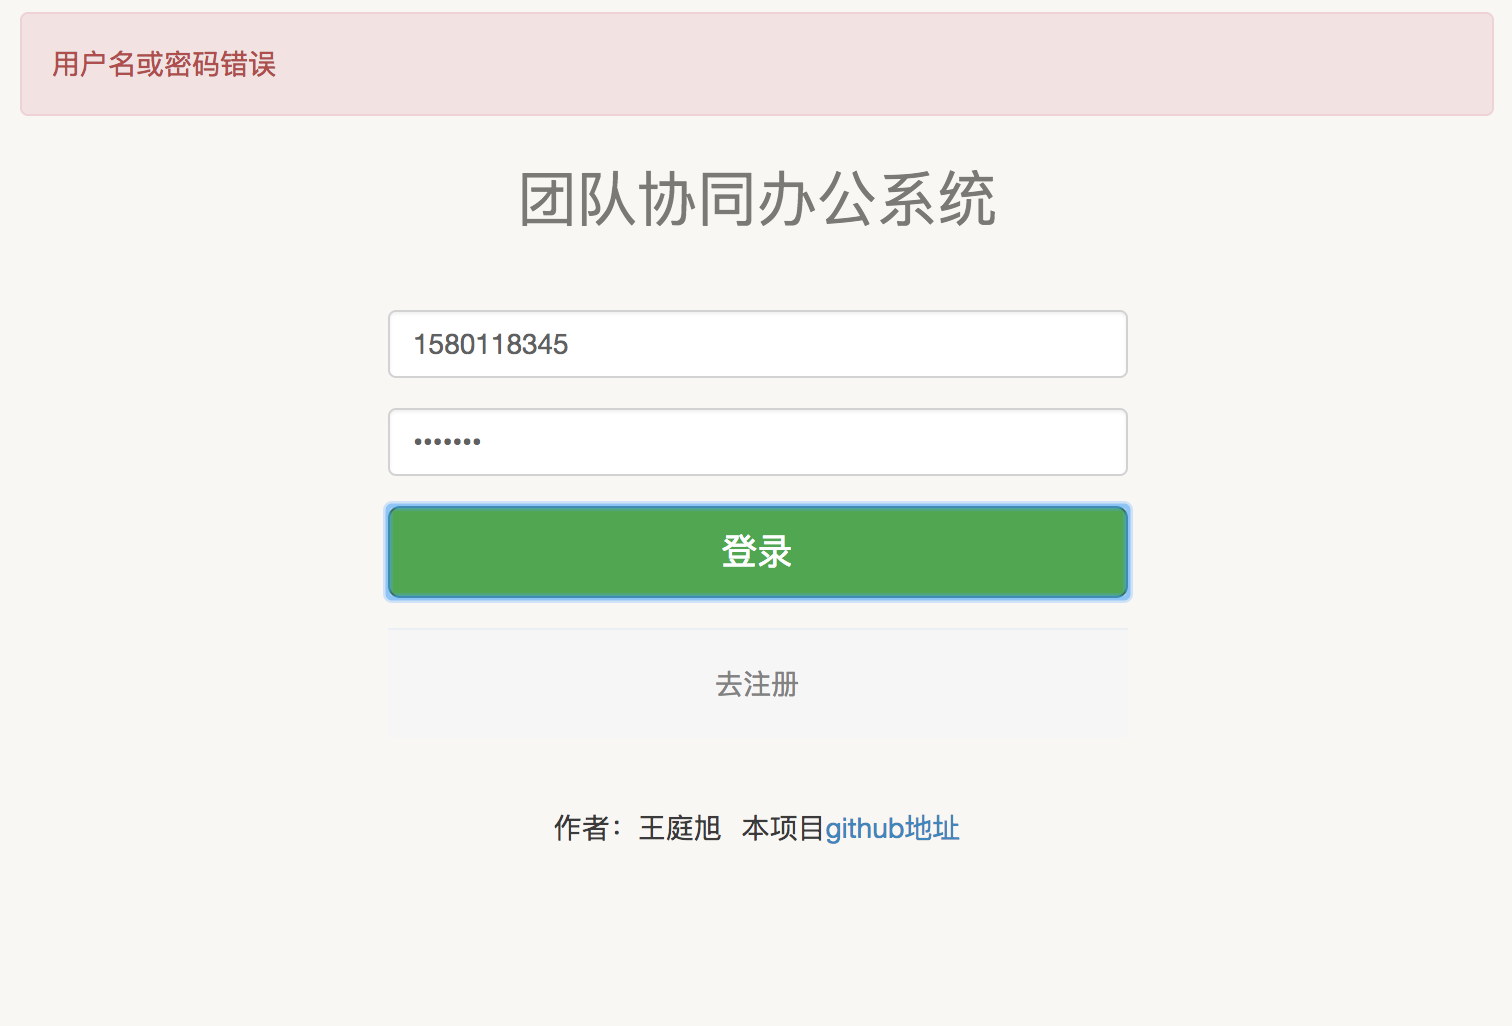 用户名或密码错误
团队协同办公系统
1580118345
•••••••
登录
去注册
作者：王庭旭 本项目github地址